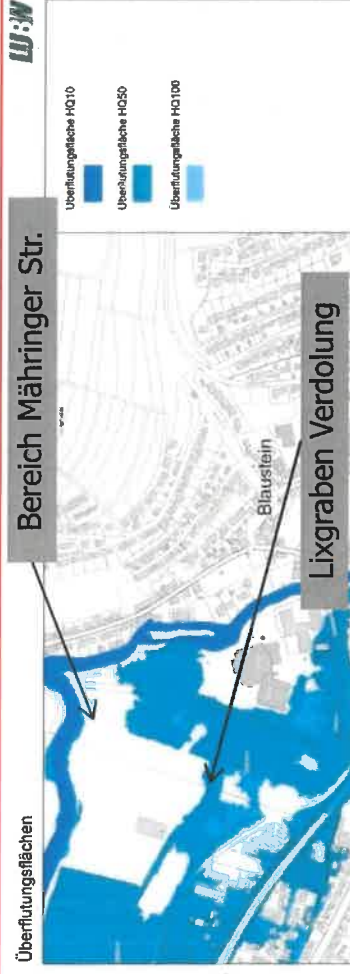 Überflutungsflächen
Bereich Mähringer Str.
LUBW
Überflutungsfläche HQ10
Überflutungsfläche HQ50
Überflutungsfläche HQ100
Blaustein
Lixgraben Verdolung